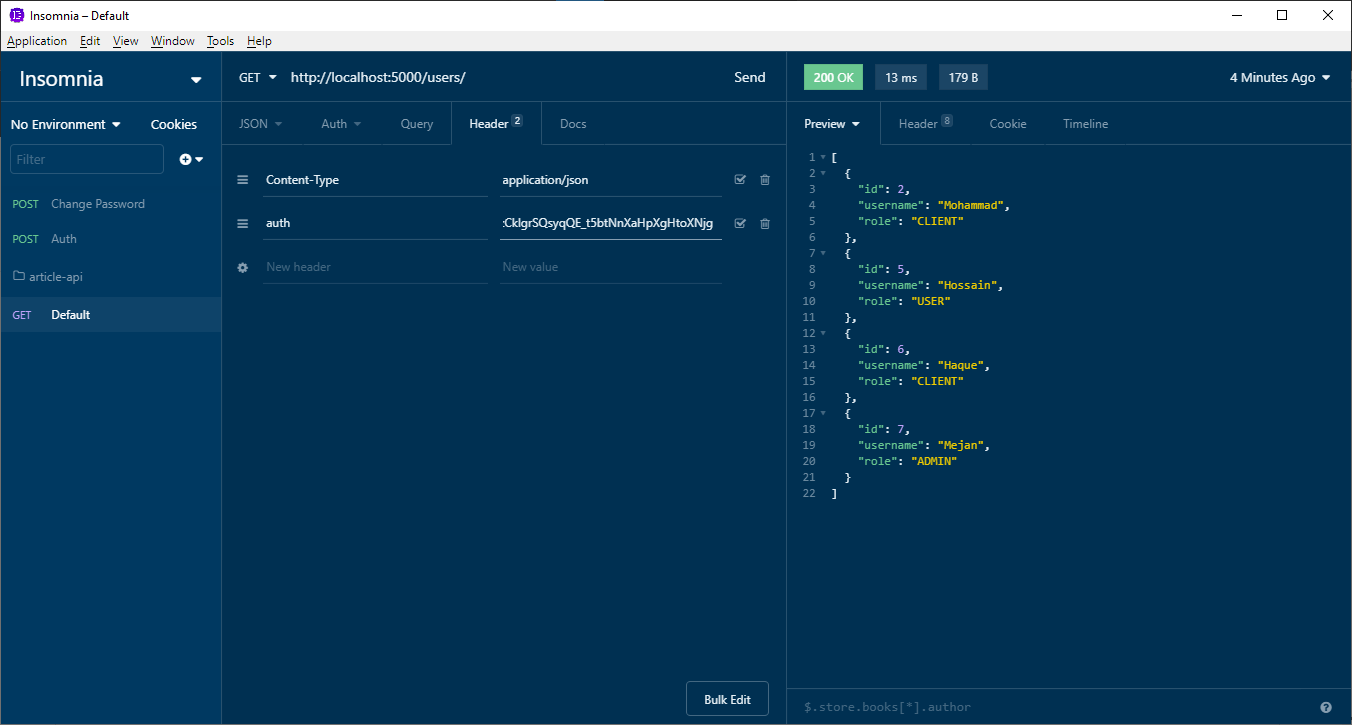 Insomnia – Default
Application Edit View Window Tools Help
Insomnia
GET http://localhost:5000/users/ Send
200 OK 13 ms 179 B 4 Minutes Ago
No Environment Cookies
JSON Auth Query Header 2 Docs
Preview Header 8 Cookie Timeline
Filter
POST Change Password
POST Auth
article-api
GET Default
Content-Type application/json
auth :CkIgrSQsyqQE_t5btNnXaHpXgHtoXNjg
New header New value
Bulk Edit
1 [
2 {
3 "id": 2,
4 "username": "Mohammad",
5 "role": "CLIENT"
6 },
7 {
8 "id": 5,
9 "username": "Hossain",
10 "role": "USER"
11 },
12 {
13 "id": 6,
14 "username": "Haque",
15 "role": "CLIENT"
16 },
17 {
18 "id": 7,
19 "username": "Mejan",
20 "role": "ADMIN"
21 }
22 ]
$.store.books[*].author